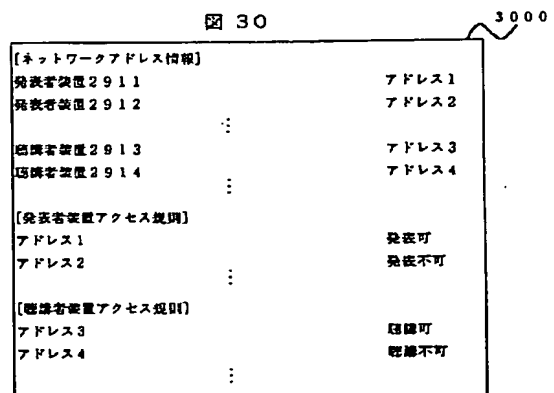 図 30
3000
[ネットワークアドレス情報]
発表者装置2911 アドレス1
発表者装置2912 アドレス2
⋮
聴講者装置2913 アドレス3
聴講者装置2914 アドレス4
⋮
[発表者装置アクセス規則]
アドレス1 発表可
アドレス2 発表不可
⋮
[聴講者装置アクセス規則]
アドレス3 聴講可
アドレス4 聴講不可
⋮